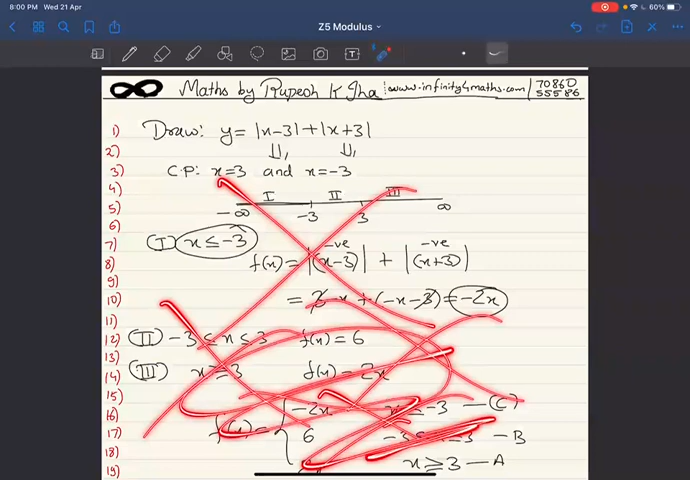 8:00 PM Wed 21 Apr 60%
Z5 Modulus
Maths by Rupesh K Jha www.infinity4maths.com 7086055586
1) Draw: y = |x-3| + |x+3|
2) ⇓, ⇓,
3) C.P: x=3 and x=-3
4) I II III
5) -∞ -3 3 ∞
6)
7) (I) x ≤ -3 -ve -ve
8) f(x) = |(x-3)| + |(x+3)|
9)
10) = 3-x + (-x-3) = -2x
11)
12) (II) -3 ≤ x ≤ 3 f(x) = 6
13)
14) (III) x ≥ 3 f(x) = 2x
15)
16) -2x x ≤ -3 — (C)
17) f(x) = { 6 -3 ≤ x ≤ 3 — B
18)
19) x ≥ 3 — A